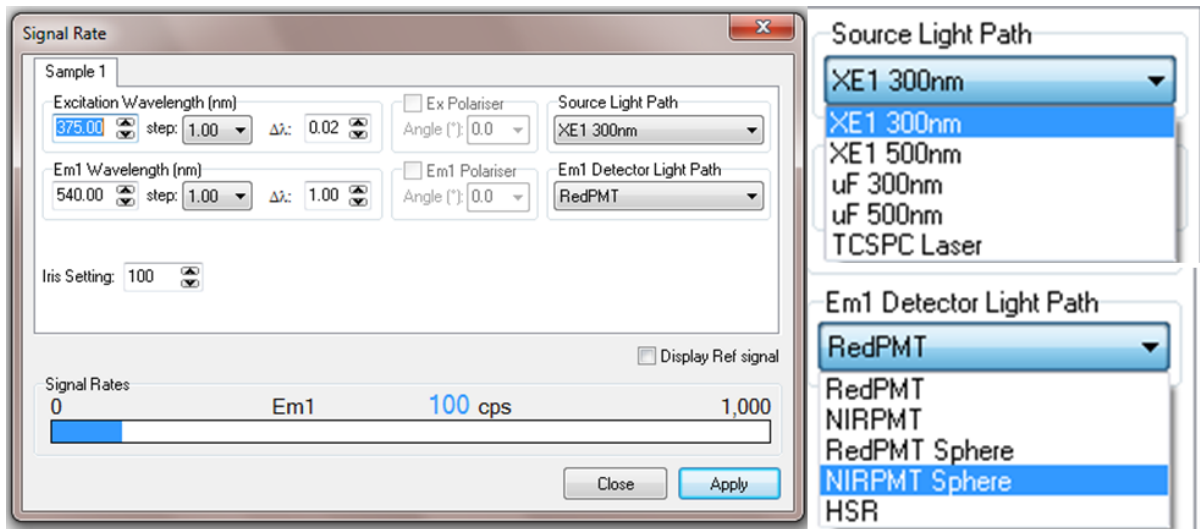 Signal Rate
Sample 1
Excitation Wavelength (nm)
375.00 step: 1.00 Δλ: 0.02
Ex Polariser
Angle (°): 0.0
Source Light Path
XE1 300nm
Em1 Wavelength (nm)
540.00 step: 1.00 Δλ: 1.00
Em1 Polariser
Angle (°): 0.0
Em1 Detector Light Path
RedPMT
Iris Setting: 100
Display Ref signal
Signal Rates
0 Em1 100 cps 1,000
Close Apply
Source Light Path
XE1 300nm
XE1 300nm
XE1 500nm
uF 300nm
uF 500nm
TCSPC Laser
Em1 Detector Light Path
RedPMT
RedPMT
NIRPMT
RedPMT Sphere
NIRPMT Sphere
HSR